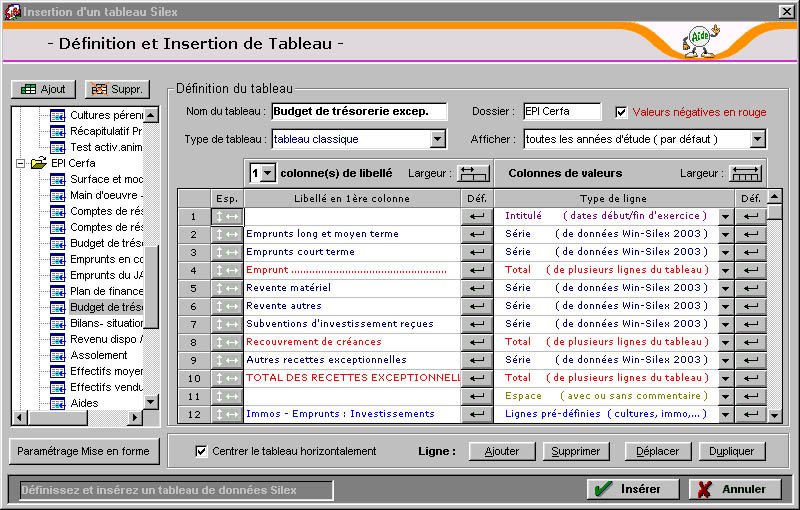 Insertion d'un tableau Silex
- Définition et Insertion de Tableau -
Aide
Ajout
Suppr.
Cultures péren
Récapitulatif Pr
Test activ.anim
EPI Cerfa
Surface et mod
Main d'oeuvre -
Comptes de rés
Comptes de rés
Budget de trés
Emprunts en co
Emprunts du JA
Plan de finance
Budget de trés
Bilans- situation
Revenu dispo /
Assolement
Effectifs moyen
Effectifs vendu
Aides
Paramétrage Mise en forme
Définition du tableau
Nom du tableau : Budget de trésorerie excep. Dossier : EPI Cerfa Valeurs négatives en rouge
Type de tableau : tableau classique Afficher : toutes les années d'étude ( par défaut )
1 colonne(s) de libellé Largeur : Colonnes de valeurs Largeur :
Esp. Libellé en 1ère colonne Déf. Type de ligne Déf.
1 Intitulé ( dates début/fin d'exercice )
2 Emprunts long et moyen terme Série ( de données Win-Silex 2003 )
3 Emprunts court terme Série ( de données Win-Silex 2003 )
4 Emprunt ................................................... Total ( de plusieurs lignes du tableau )
5 Revente matériel Série ( de données Win-Silex 2003 )
6 Revente autres Série ( de données Win-Silex 2003 )
7 Subventions d'investissement reçues Série ( de données Win-Silex 2003 )
8 Recouvrement de créances Total ( de plusieurs lignes du tableau )
9 Autres recettes exceptionnelles Série ( de données Win-Silex 2003 )
10 TOTAL DES RECETTES EXCEPTIONNELL Total ( de plusieurs lignes du tableau )
11 Espace ( avec ou sans commentaire )
12 Immos - Emprunts : Investissements Lignes pré-définies ( cultures, immo,... )
Centrer le tableau horizontalement Ligne : Ajouter Supprimer Déplacer Dupliquer
Définissez et insérez un tableau de données Silex
Insérer
Annuler